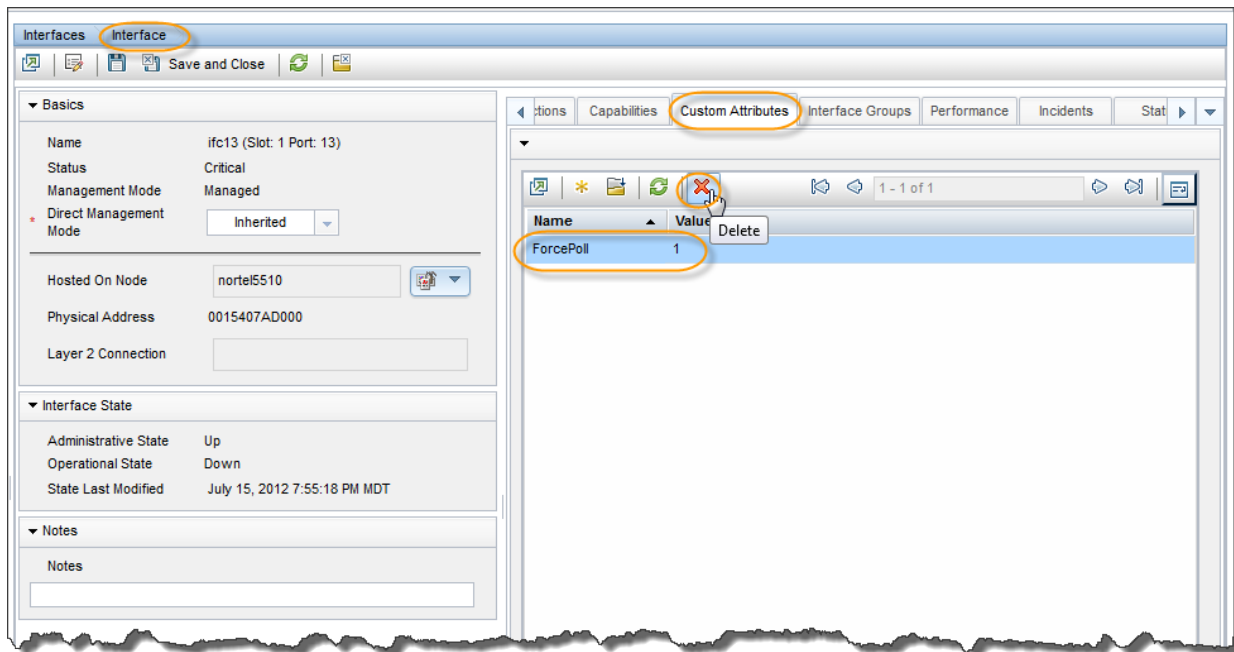 Interfaces Interface
Save and Close
Basics
Name ifc13 (Slot: 1 Port: 13)
Status Critical
Management Mode Managed
* Direct Management Mode Inherited
Hosted On Node nortel5510
Physical Address 0015407AD000
Layer 2 Connection
Interface State
Administrative State Up
Operational State Down
State Last Modified July 15, 2012 7:55:18 PM MDT
Notes
Notes
ctions Capabilities Custom Attributes Interface Groups Performance Incidents Stat
1 - 1 of 1
Name Value
Delete
ForcePoll 1